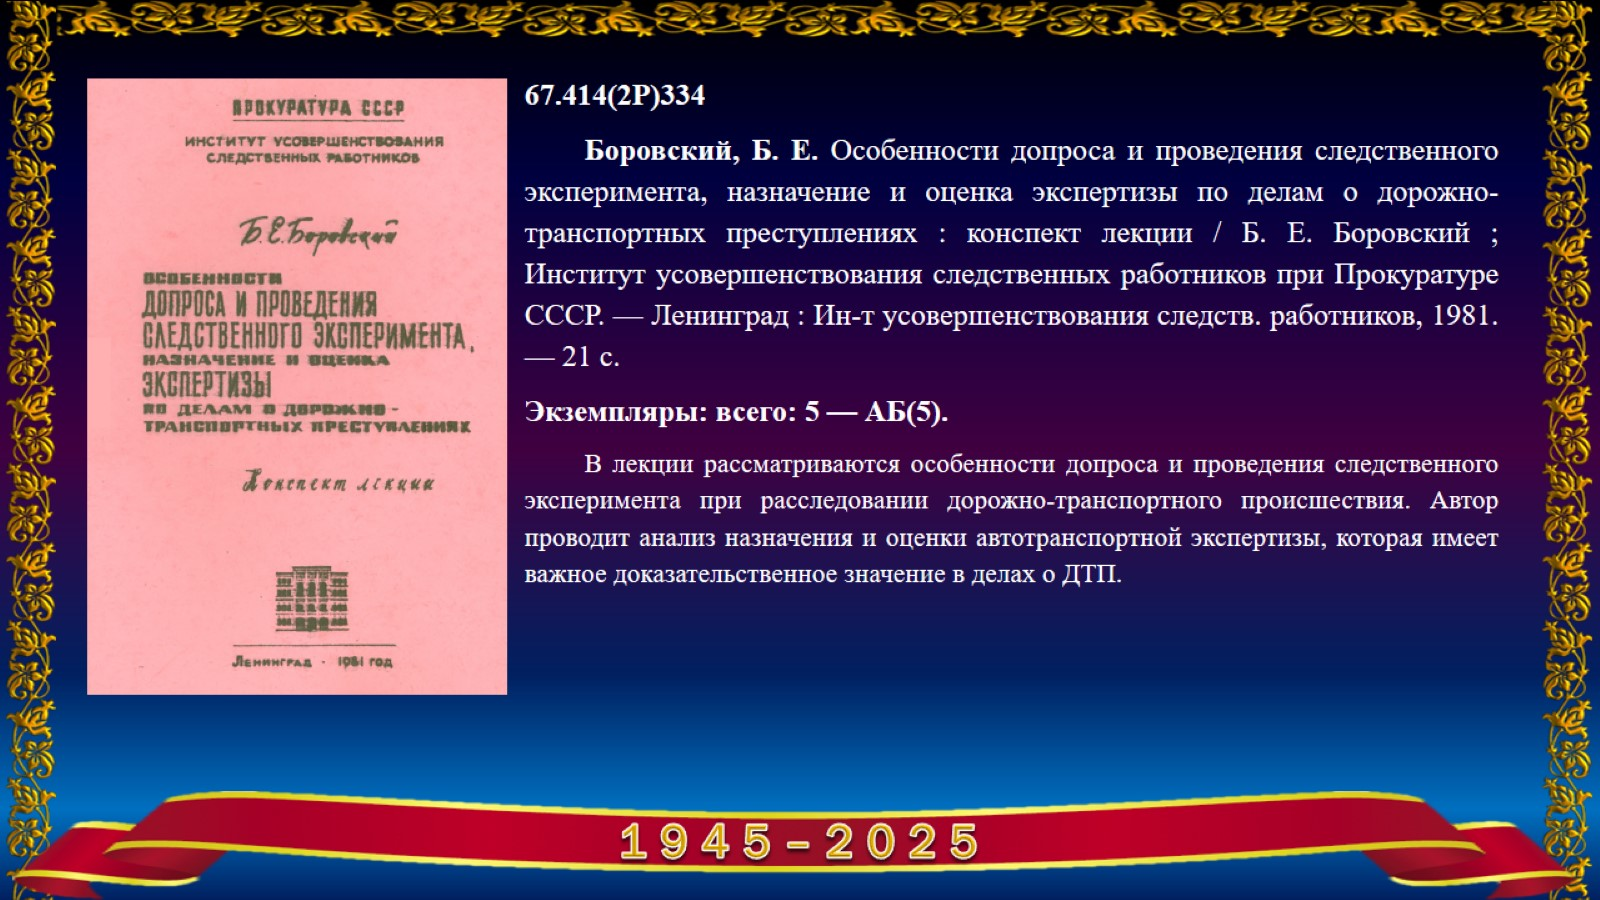 ПРОКУРАТУРА СССР
ИНСТИТУТ УСОВЕРШЕНСТВОВАНИЯ
СЛЕДСТВЕННЫХ РАБОТНИКОВ
Б.Е.Боровский
ОСОБЕННОСТИ
ДОПРОСА И ПРОВЕДЕНИЯ
СЛЕДСТВЕННОГО ЭКСПЕРИМЕНТА,
НАЗНАЧЕНИЕ И ОЦЕНКА
ЭКСПЕРТИЗЫ
ПО ДЕЛАМ О ДОРОЖНО-
ТРАНСПОРТНЫХ ПРЕСТУПЛЕНИЯХ
Конспект лекции
ЛЕНИНГРАД · 1981 ГОД
67.414(2Р)334
Боровский, Б. Е. Особенности допроса и проведения следственного
эксперимента, назначение и оценка экспертизы по делам о дорожно-
транспортных преступлениях : конспект лекции / Б. Е. Боровский ;
Институт усовершенствования следственных работников при Прокуратуре
СССР. — Ленинград : Ин-т усовершенствования следств. работников, 1981.
— 21 с.
Экземпляры: всего: 5 — АБ(5).
В лекции рассматриваются особенности допроса и проведения следственного
эксперимента при расследовании дорожно-транспортного происшествия. Автор
проводит анализ назначения и оценки автотранспортной экспертизы, которая имеет
важное доказательственное значение в делах о ДТП.
1945–2025